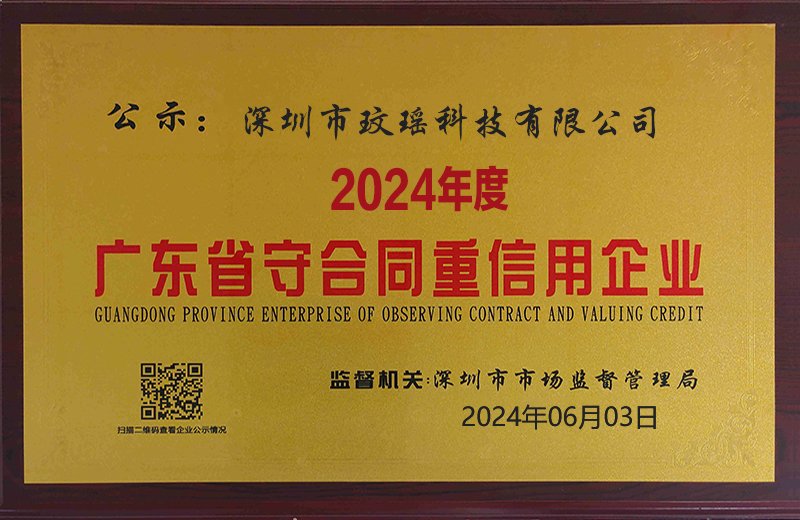 公示：深圳市玟瑶科技有限公司
2024年度
广东省守合同重信用企业
GUANGDONG PROVINCE ENTERPRISE OF OBSERVING CONTRACT AND VALUING CREDIT
监督机关:深圳市市场监督管理局
2024年06月03日
扫描二维码查看企业公示情况